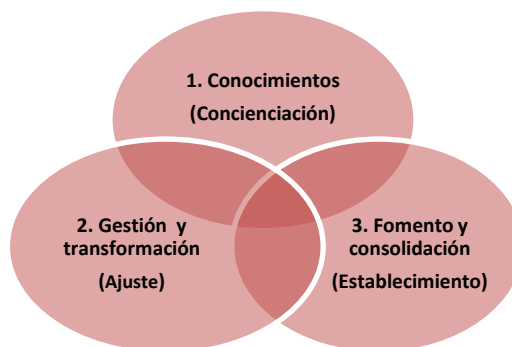 1. Conocimientos
(Concienciación)
2. Gestión y
transformación
(Ajuste)
3. Fomento y
consolidación
(Establecimiento)